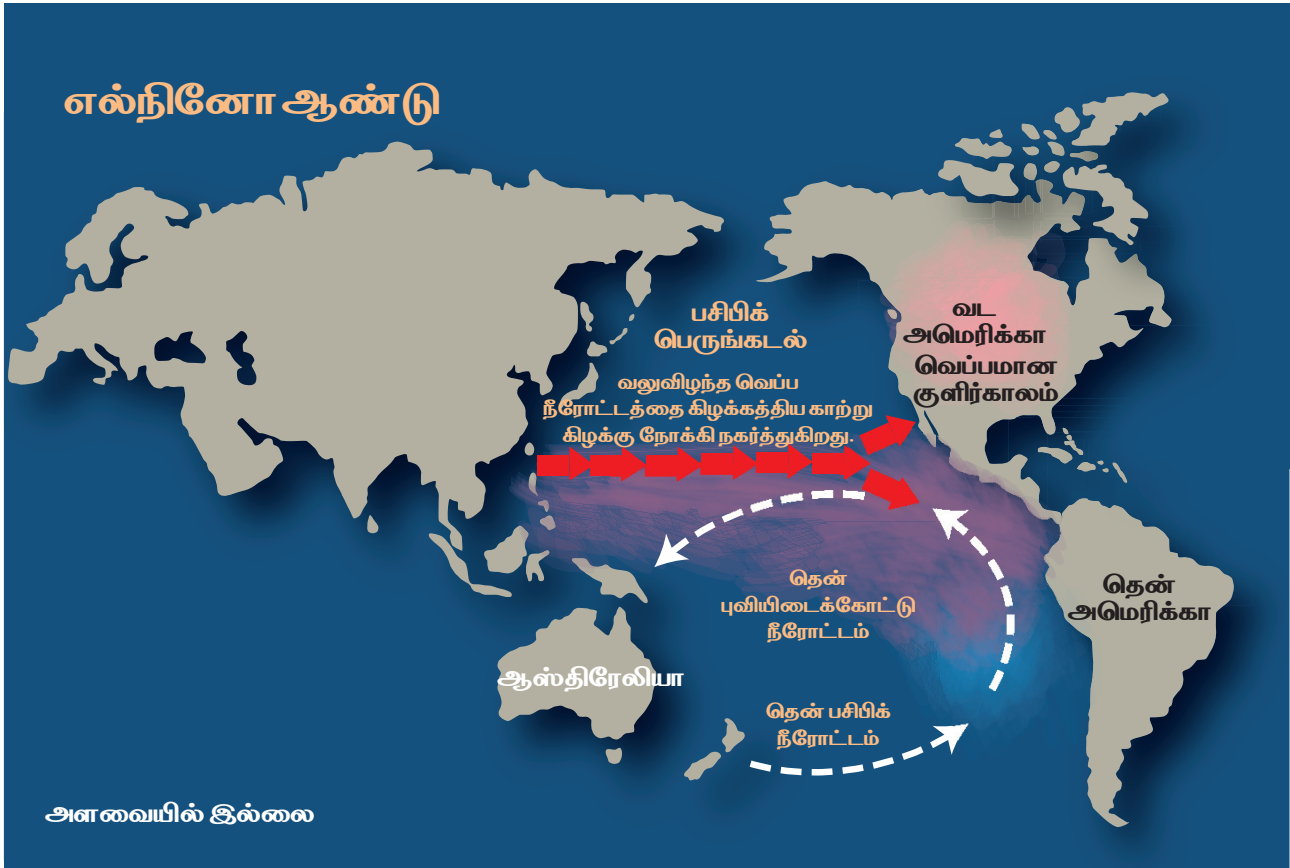 எல்நினோ ஆண்டு
பசிபிக்
பெருங்கடல்
வலுவிழந்த வெப்ப
நீரோட்டத்தை கிழக்கத்திய காற்று
கிழக்கு நோக்கி நகர்த்துகிறது.
வட
அமெரிக்கா
வெப்பமான
குளிர்காலம்
தென்
புவியிடைக்கோட்டு
நீரோட்டம்
தென்
அமெரிக்கா
ஆஸ்திரேலியா
தென் பசிபிக்
நீரோட்டம்
அளவையில் இல்லை